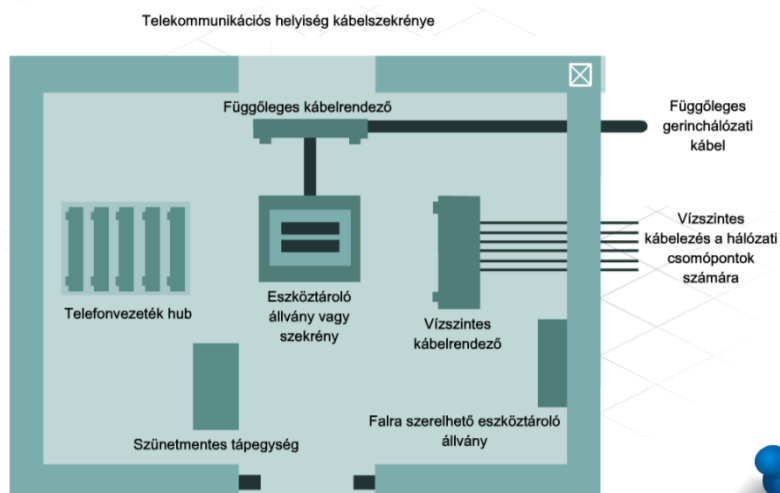 Telekommunikációs helyiség kábelszekrénye
Függőleges kábelrendező
Függőleges
gerinchálózati
kábel
Vízszintes
kábelezés a hálózati
csomópontok
számára
Telefonvezeték hub
Eszköztároló
állvány vagy
szekrény
Vízszintes
kábelrendező
Szünetmentes tápegység
Falra szerelhető eszköztároló
állvány